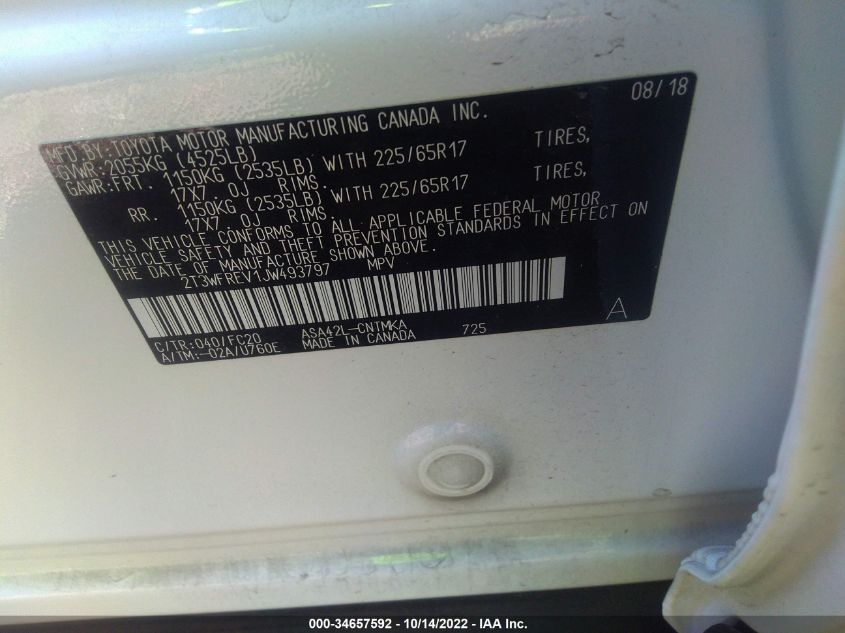 MFD.BY:TOYOTA MOTOR MANUFACTURING CANADA INC. 08/18
GVWR:2055KG (4525LB)
GAWR:FRT. 1150KG (2535LB) WITH 225/65R17 TIRES,
17X7. 0J RIMS.
RR. 1150KG (2535LB) WITH 225/65R17 TIRES,
17X7. 0J RIMS.
THIS VEHICLE CONFORMS TO ALL APPLICABLE FEDERAL MOTOR
VEHICLE SAFETY AND THEFT PREVENTION STANDARDS IN EFFECT ON
THE DATE OF MANUFACTURE SHOWN ABOVE.
2T3WFREV1JW493797 MPV
A
C/TR:040/FC20 ASA42L-CNTMKA 725
A/TM:-02A/U760E MADE IN CANADA
000-34657592 - 10/14/2022 - IAA Inc.